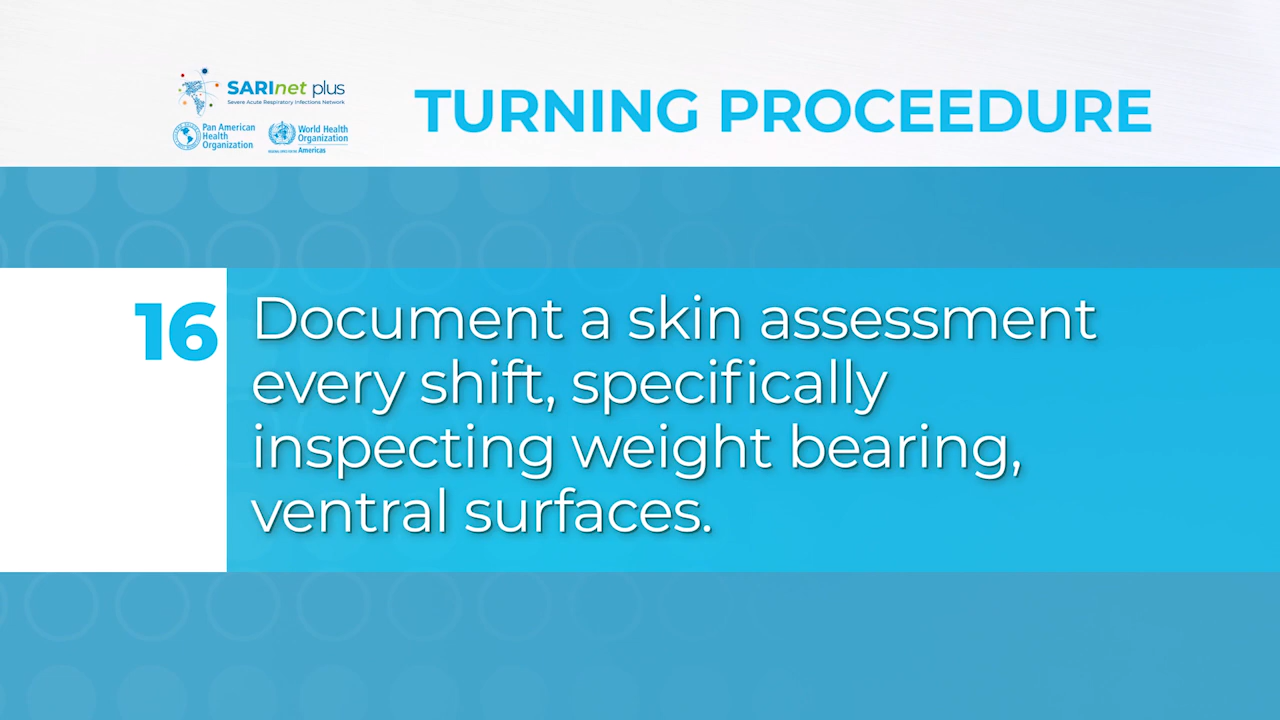 SARInet plus
Severe Acute Respiratory Infections Network
Pan American
Health
Organization
World Health
Organization
Americas
TURNING PROCEEDURE
16
Document a skin assessment
every shift, specifically
inspecting weight bearing,
ventral surfaces.